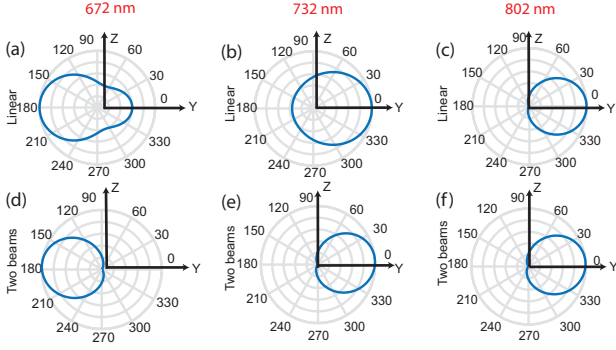 672 nm 732 nm 802 nm
(a) 90 Z (b) 90 Z (c) 90 Z
120 60 120 60 120 60
150 30 150 30 150 30
Linear 180 0 Y Linear 180 0 Y Linear 180 0 Y
210 330 210 330 210 330
240 300 240 300 240 300
270 270 270
(d) 90 Z (e) 90 Z (f) 90 Z
120 60 120 60 120 60
150 30 150 30 150 30
Two beams 180 0 Y Two beams 180 0 Y Two beams 180 0 Y
210 330 210 330 210 330
240 300 240 300 240 300
270 270 270